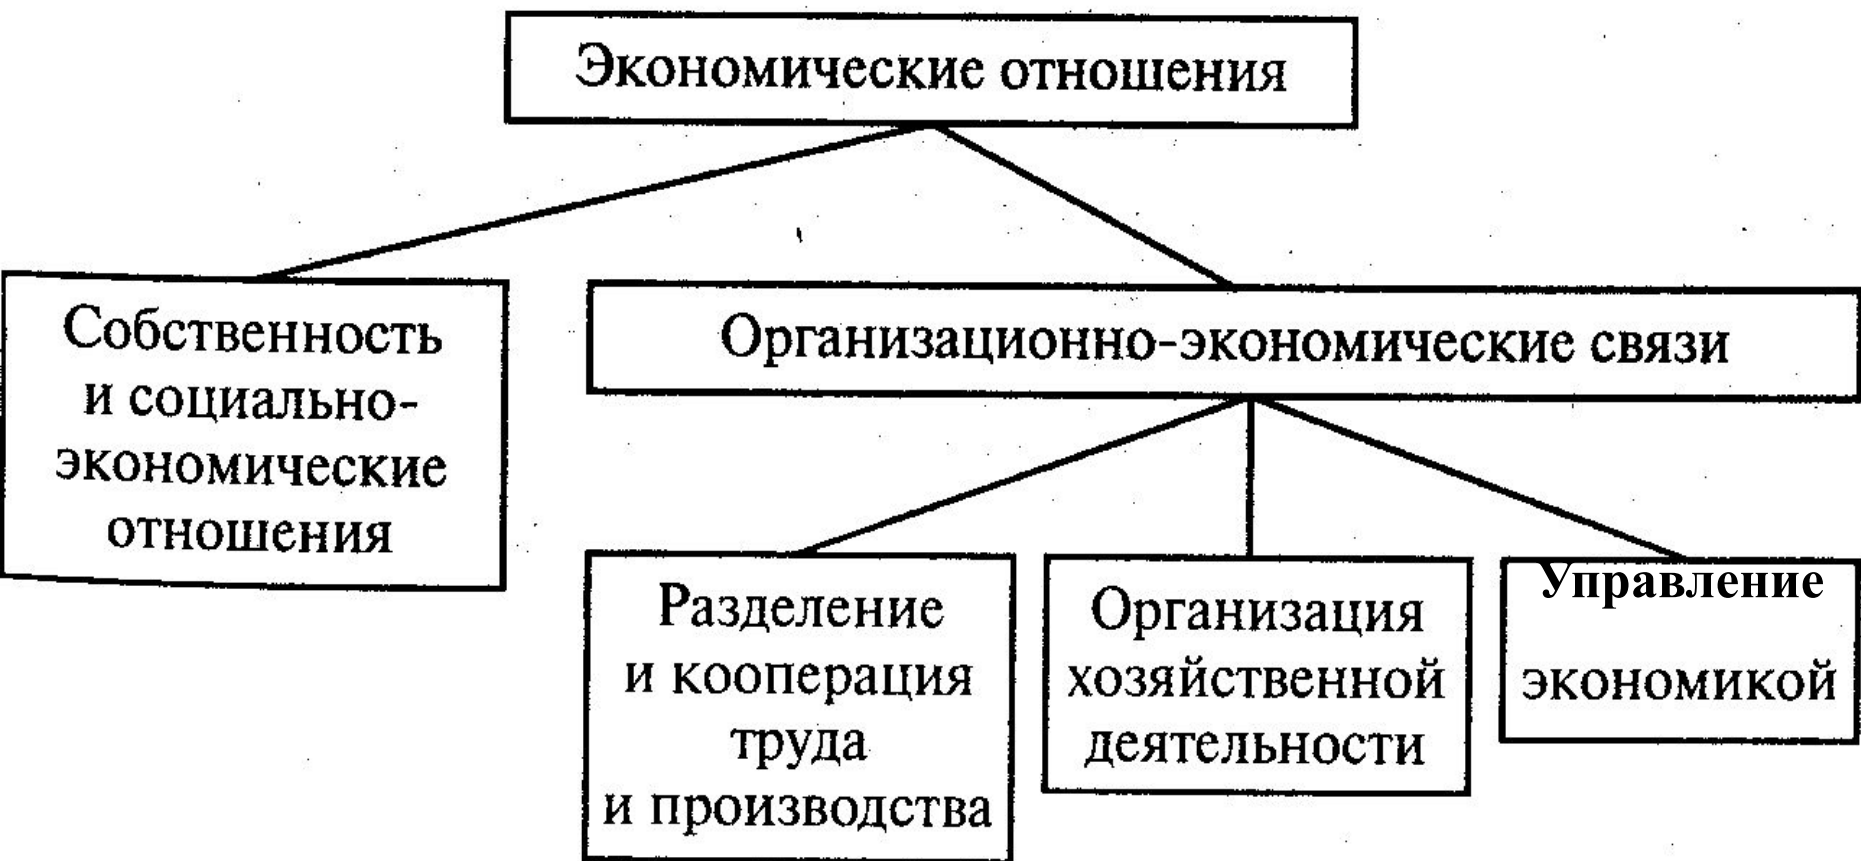 Экономические отношения
Собственность
и социально-
экономические
отношения
Организационно-экономические связи
Разделение
и кооперация
труда
и производства
Организация
хозяйственной
деятельности
Управление
экономикой